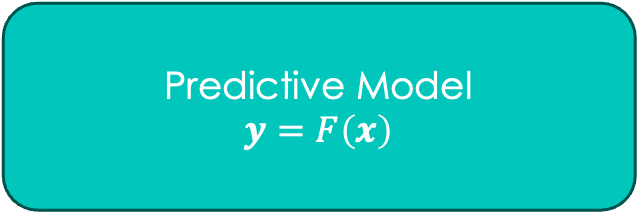 Predictive Model
𝒚 = 𝐹(𝒙)